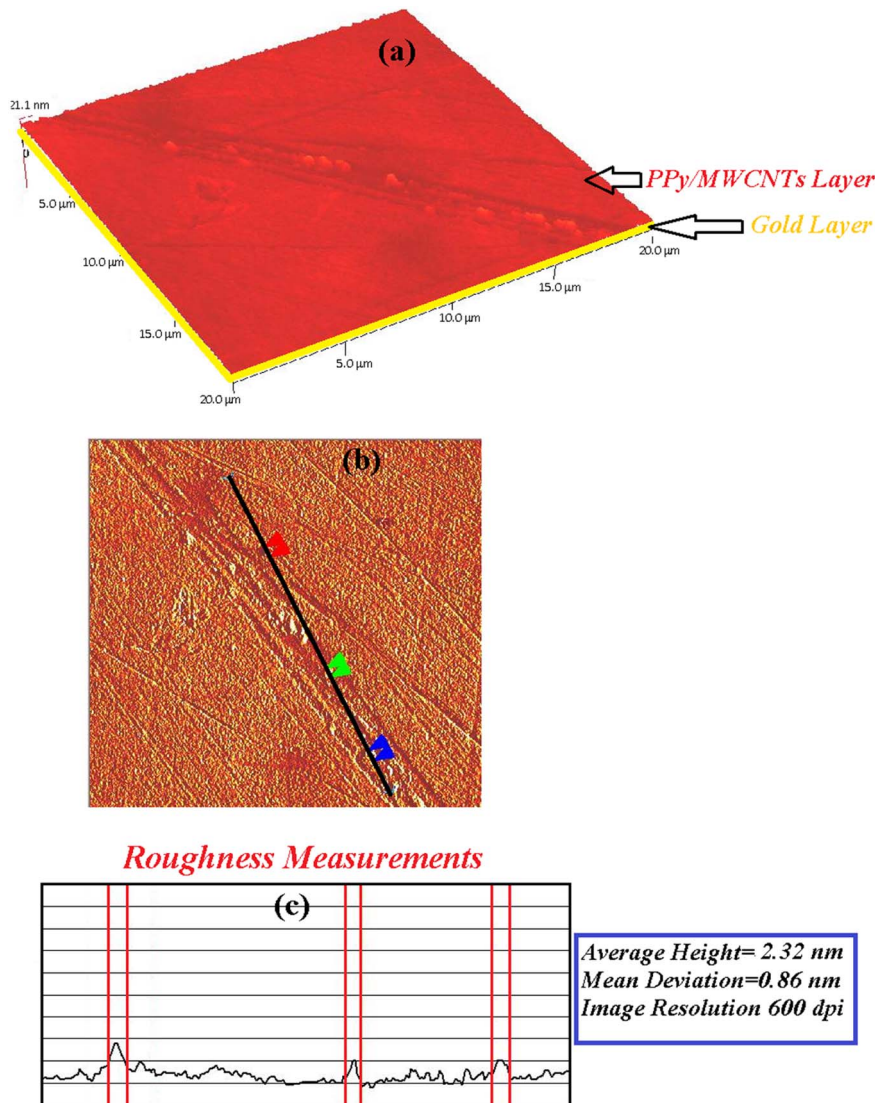 (a)
21.1 nm
0
5.0 µm
10.0 µm
15.0 µm
20.0 µm
5.0 µm
10.0 µm
15.0 µm
20.0 µm
PPy/MWCNTs Layer
Gold Layer
(b)
Roughness Measurements
(c)
Average Height= 2.32 nm
Mean Deviation=0.86 nm
Image Resolution 600 dpi